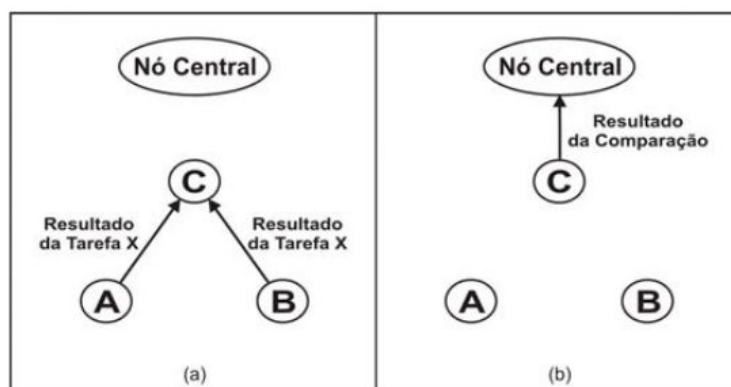 Nó Central
C
Resultado
da Tarefa X
Resultado
da Tarefa X
A
B
(a)
Nó Central
Resultado
da Comparação
C
A
B
(b)